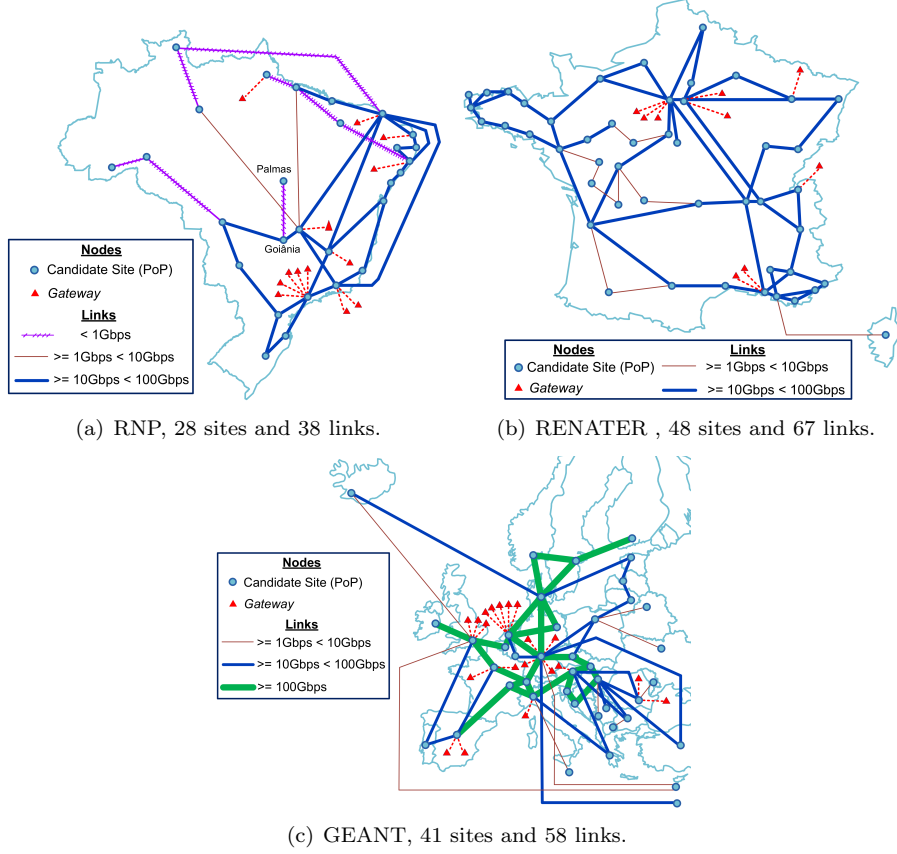 Palmas
Goiânia
Nodes
Candidate Site (PoP)
Gateway
Links
< 1Gbps
>= 1Gbps < 10Gbps
>= 10Gbps < 100Gbps
Nodes
Links
Candidate Site (PoP)
>= 1Gbps < 10Gbps
Gateway
>= 10Gbps < 100Gbps
(a) RNP, 28 sites and 38 links.
(b) RENATER , 48 sites and 67 links.
Nodes
Candidate Site (PoP)
Gateway
Links
>= 1Gbps < 10Gbps
>= 10Gbps < 100Gbps
>= 100Gbps
(c) GEANT, 41 sites and 58 links.